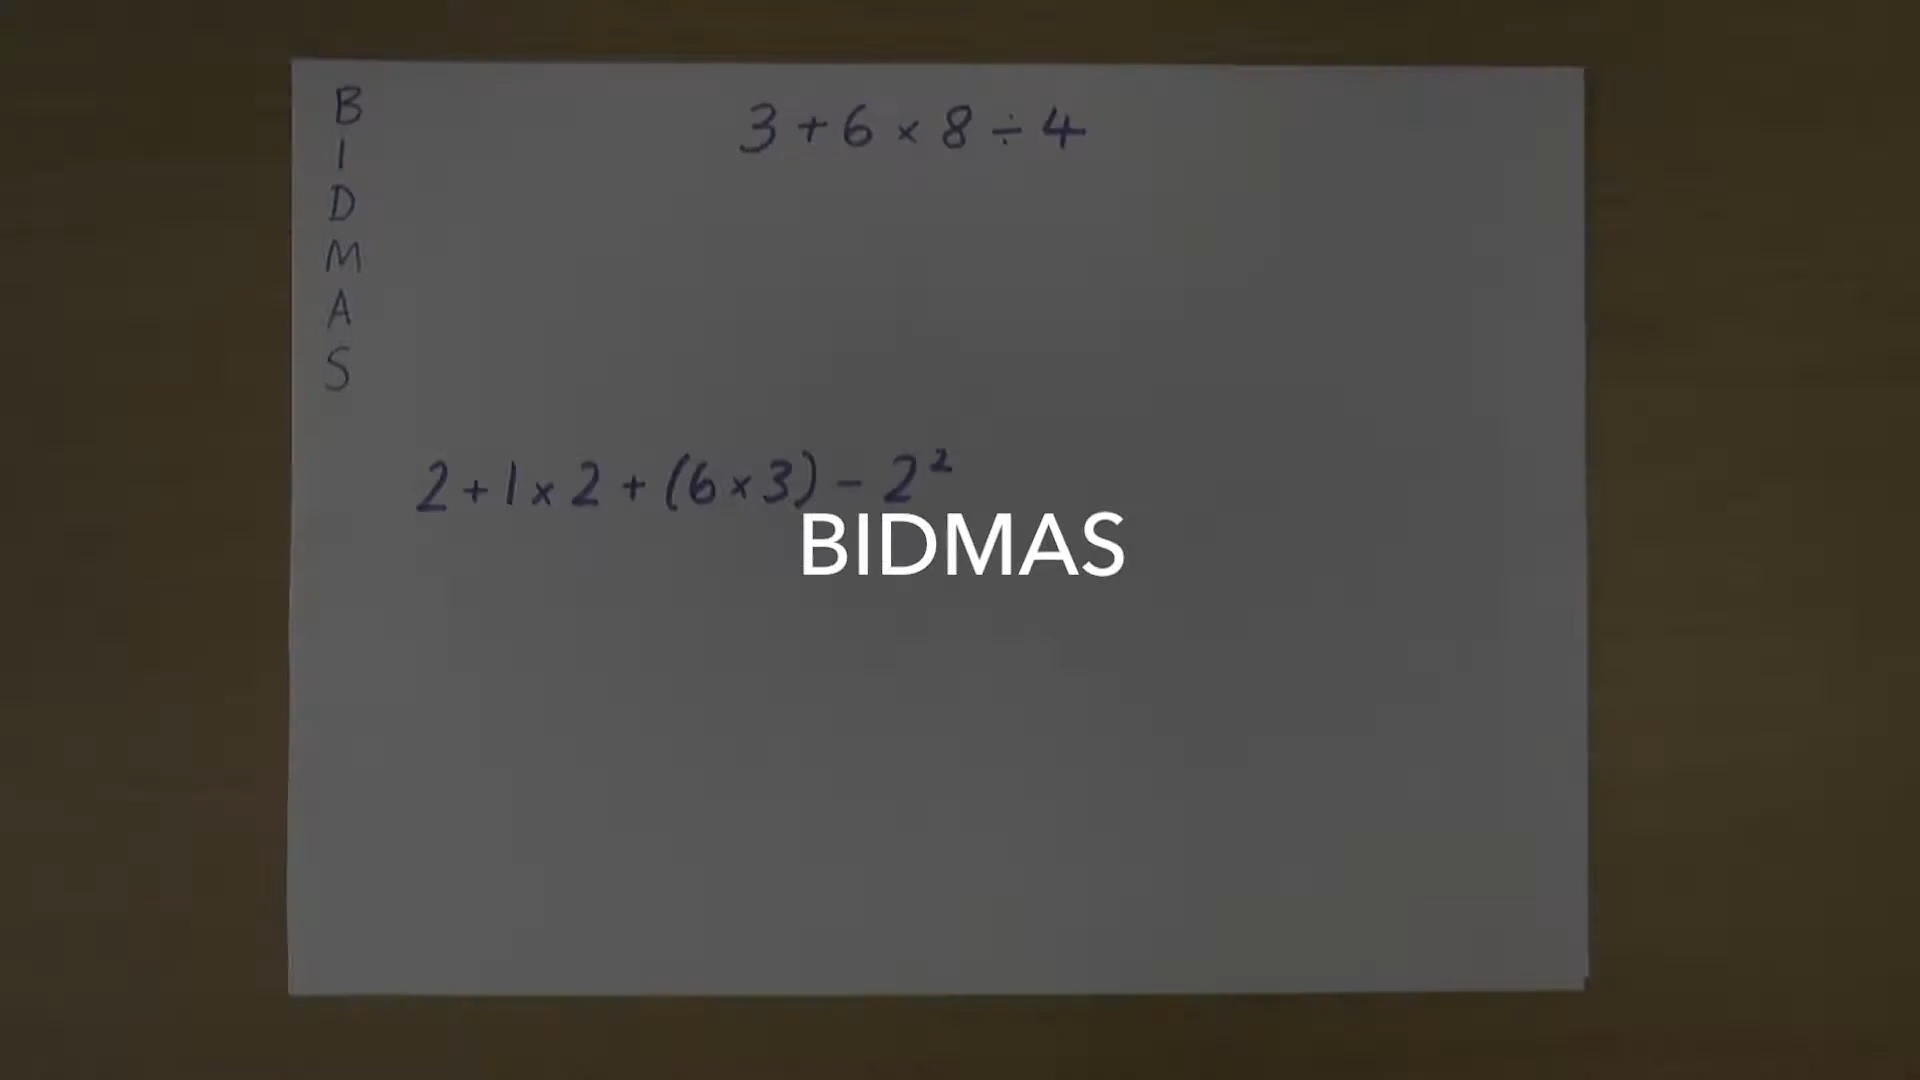 B
I
D
M
A
S
3 + 6 × 8 ÷ 4
2 + 1 × 2 + (6 × 3) - 2²
BIDMAS